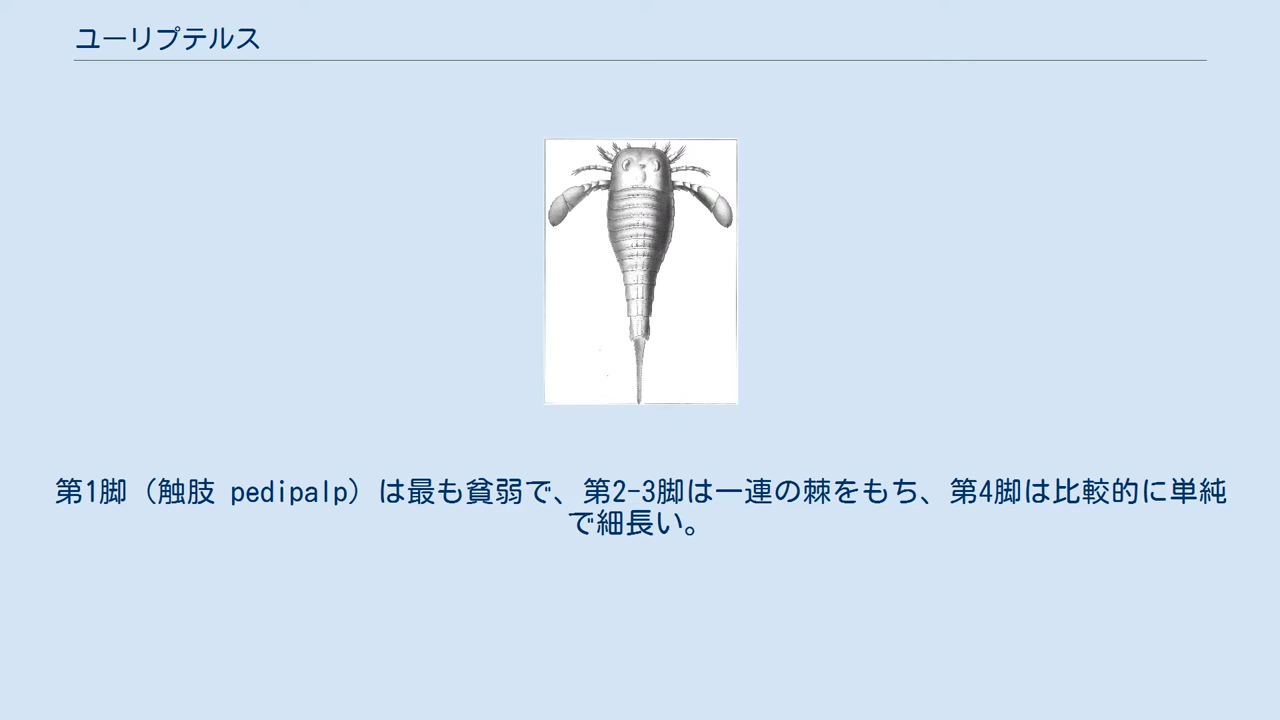 ユーリプテルス
第1脚（触肢 pedipalp）は最も貧弱で、第2-3脚は一連の棘をもち、第4脚は比較的に単純
で細長い。